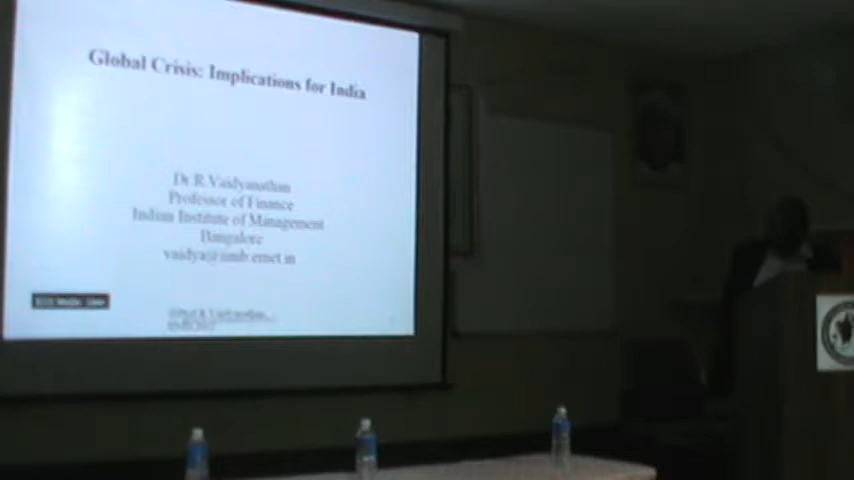 Global Crisis: Implications for India
Dr R.Vaidyanathan
Professor of Finance
Indian Institute of Management
Bangalore
vaidya@iimb.ernet.in